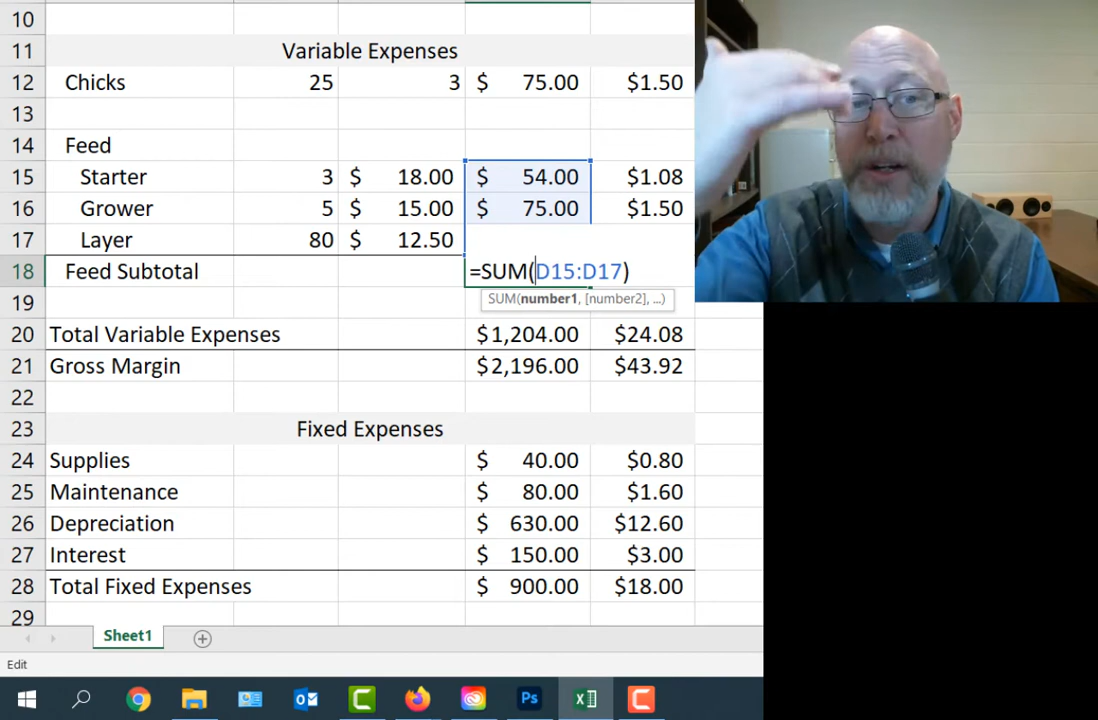 10
11 Variable Expenses
12 Chicks 25 3 $ 75.00 $1.50
13
14 Feed
15 Starter 3 $ 18.00 $ 54.00 $1.08
16 Grower 5 $ 15.00 $ 75.00 $1.50
17 Layer 80 $ 12.50
18 Feed Subtotal =SUM(D15:D17)
SUM(number1, [number2], ...)
19
20 Total Variable Expenses $1,204.00 $24.08
21 Gross Margin $2,196.00 $43.92
22
23 Fixed Expenses
24 Supplies $ 40.00 $0.80
25 Maintenance $ 80.00 $1.60
26 Depreciation $ 630.00 $12.60
27 Interest $ 150.00 $3.00
28 Total Fixed Expenses $ 900.00 $18.00
29
Sheet1
Edit
C Ps X C